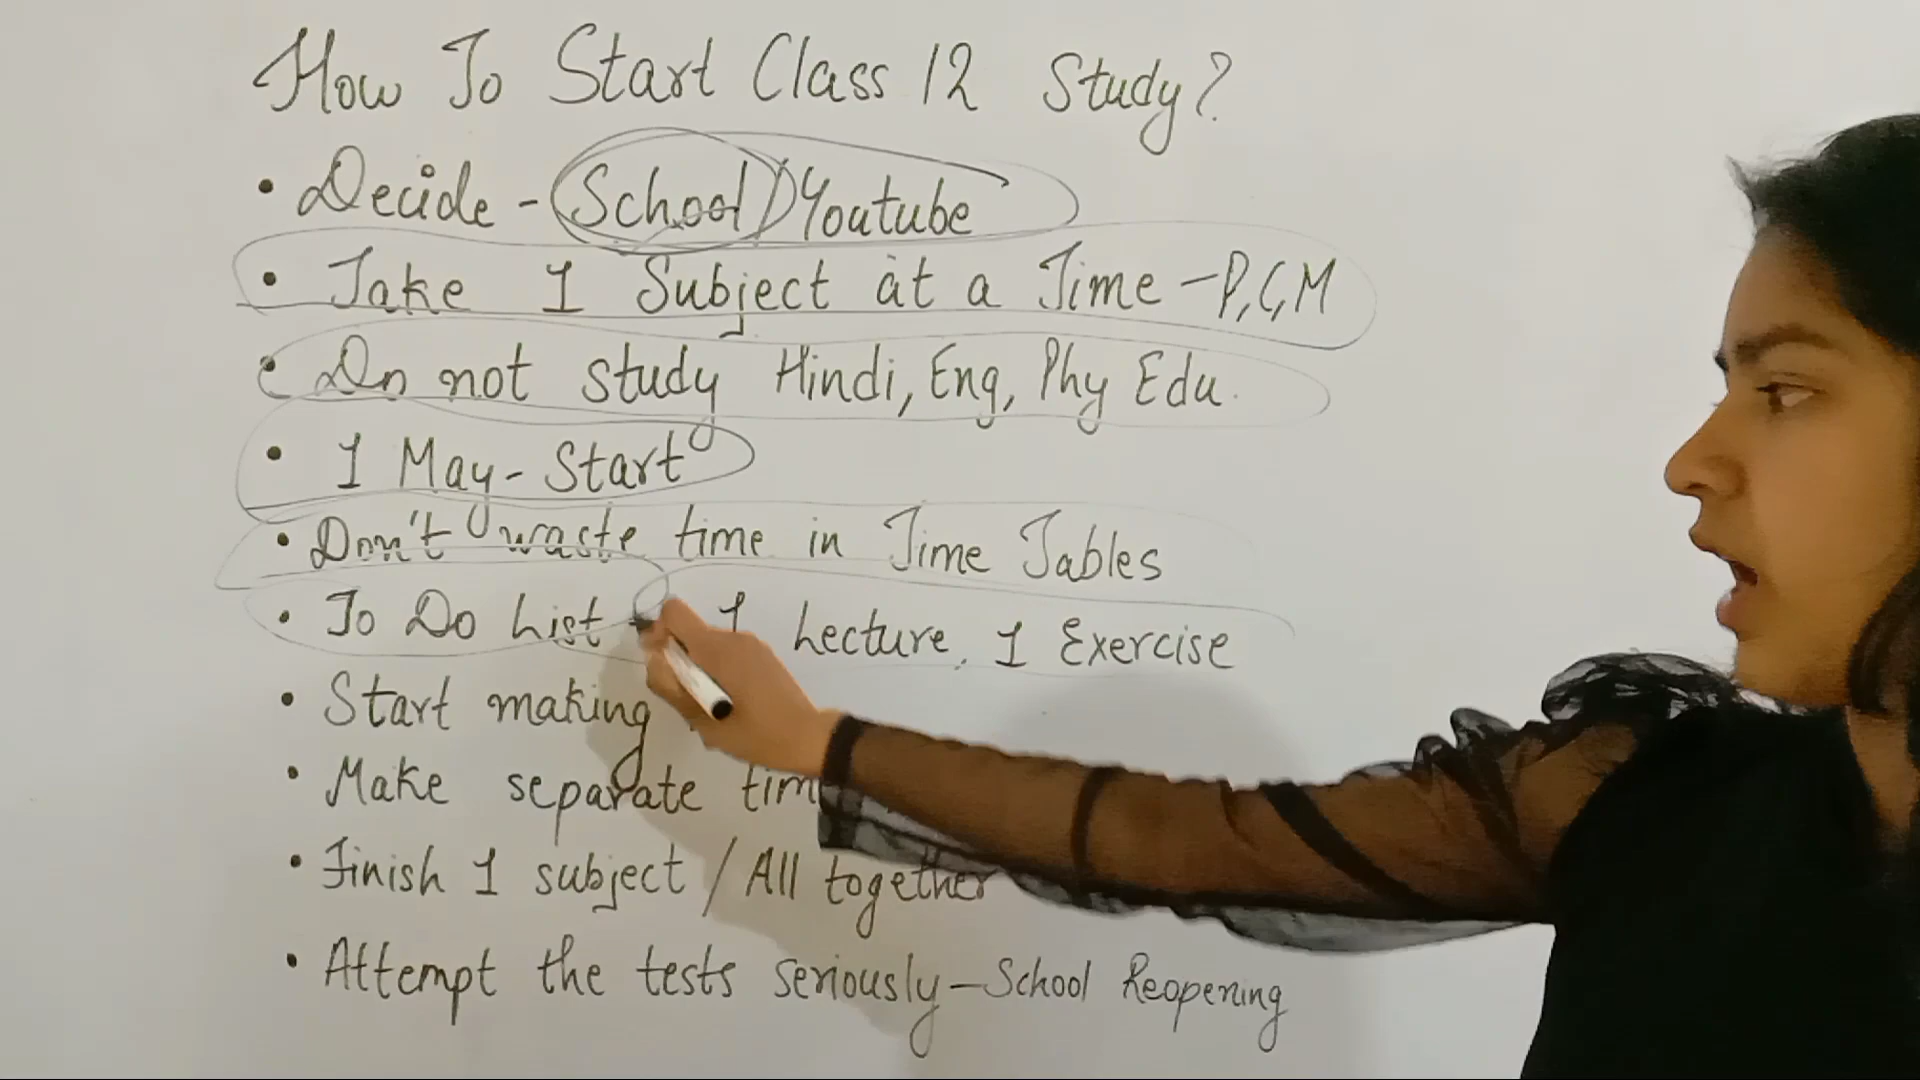 How To Start Class 12 Study?
• Decide - School/Youtube
• Take 1 Subject at a Time - P,C,M
• Do not study Hindi, Eng, Phy Edu.
• 1 May - Start
• Don't waste time in Time Tables
• To Do List - 1 Lecture, 1 Exercise
• Start making
• Make separate
• Finish 1 subject / All together
• Attempt the tests seriously - School Reopening